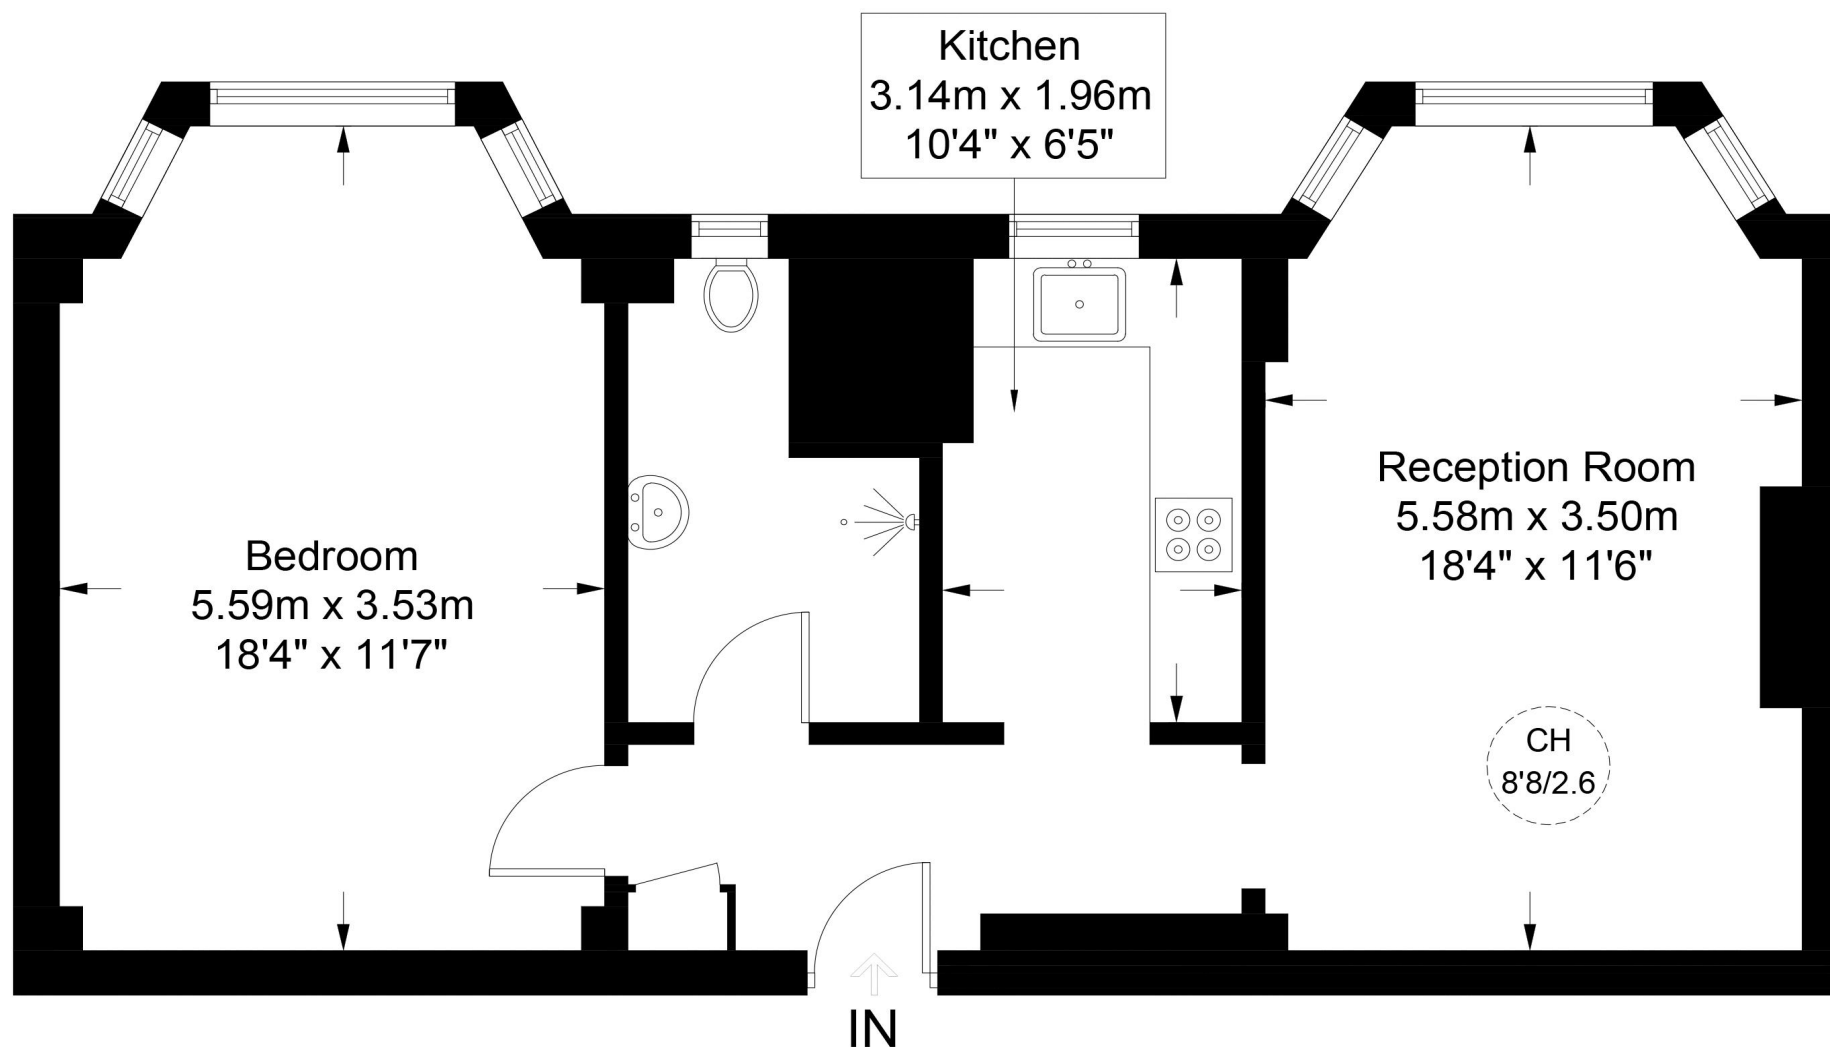 Kitchen
3.14m x 1.96m
10'4" x 6'5"
Bedroom
5.59m x 3.53m
18'4" x 11'7"
Reception Room
5.58m x 3.50m
18'4" x 11'6"
CH
8'8/2.6
IN